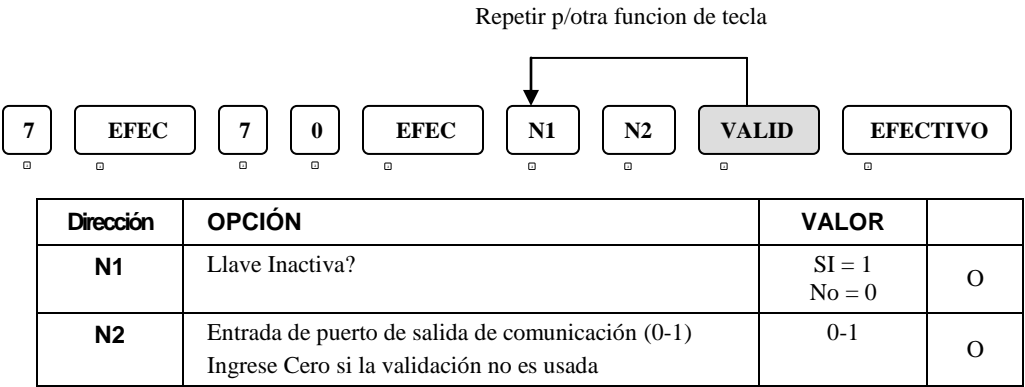 Repetir p/otra funcion de tecla
7 EFEC 7 0 EFEC N1 N2 VALID EFECTIVO
Dirección OPCIÓN VALOR
N1 Llave Inactiva? SI = 1 O
No = 0
N2 Entrada de puerto de salida de comunicación (0-1) 0-1 O
Ingrese Cero si la validación no es usada